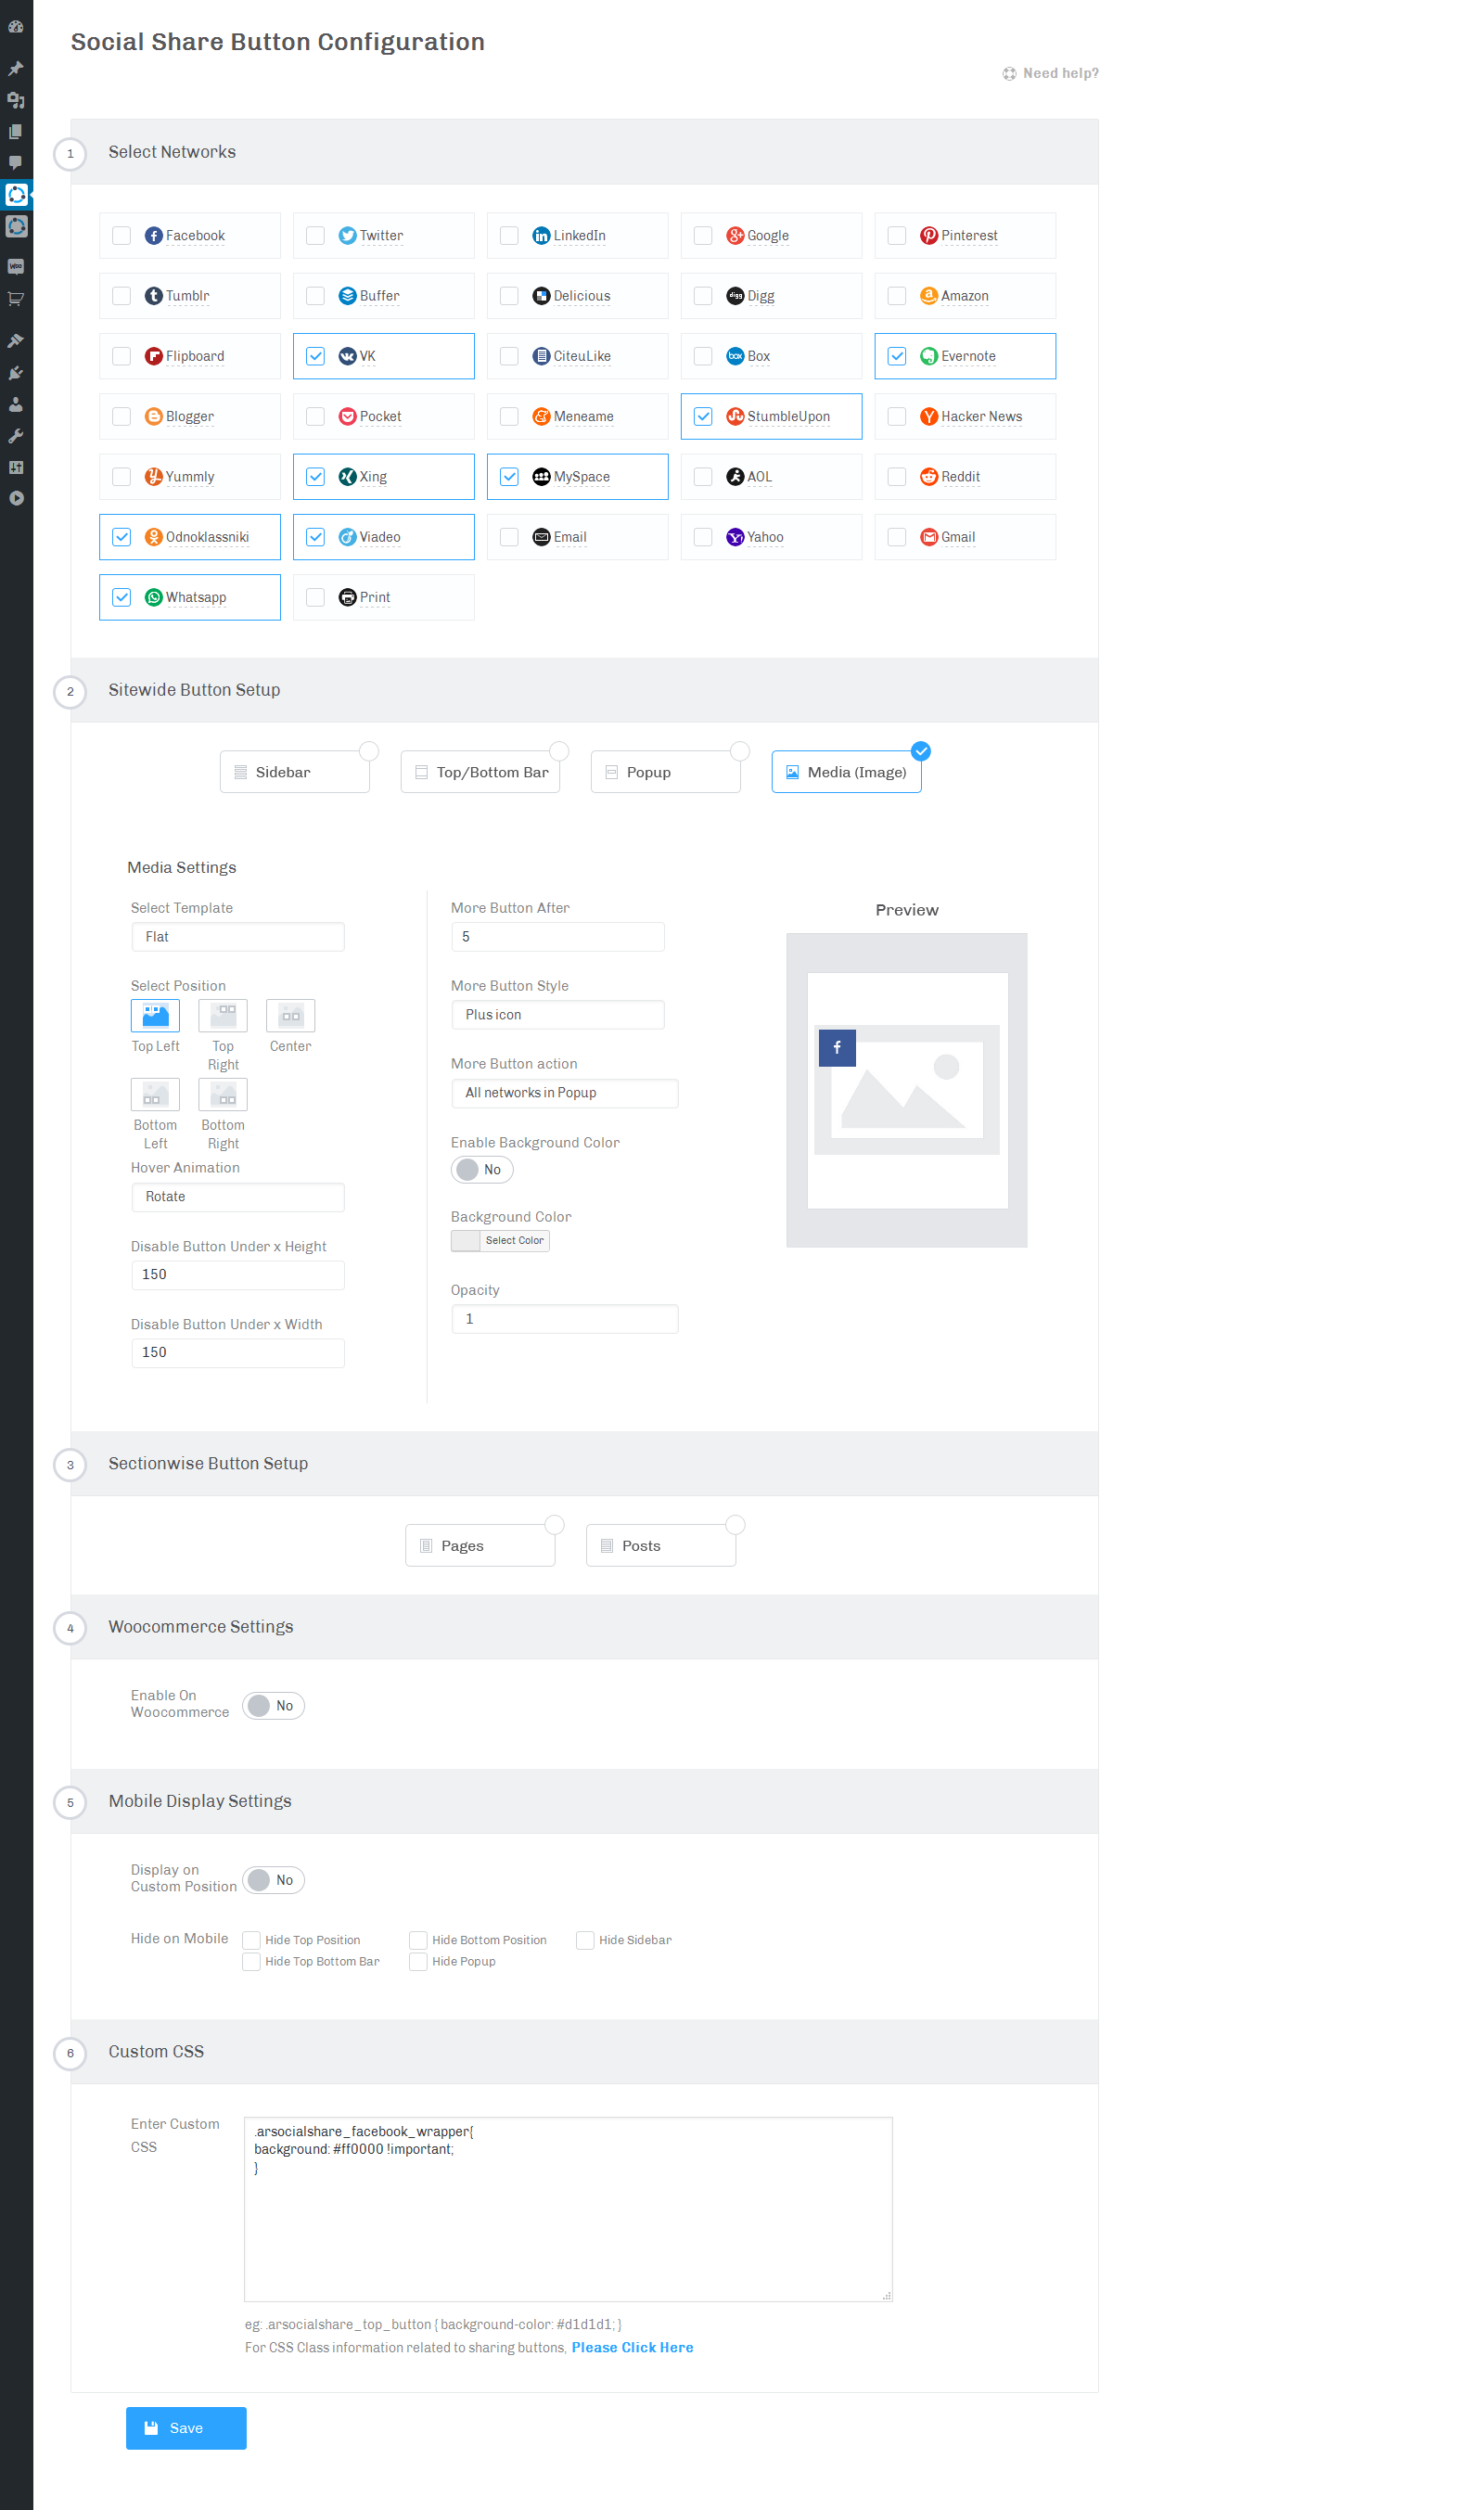 Social Share Button Configuration
Need help?
1 Select Networks
Facebook Twitter LinkedIn Google Pinterest
Tumblr Buffer Delicious Digg Amazon
Flipboard VK CiteuLike Box Evernote
Blogger Pocket Meneame StumbleUpon Hacker News
Yummly Xing MySpace AOL Reddit
Odnoklassniki Viadeo Email Yahoo Gmail
Whatsapp Print
2 Sitewide Button Setup
Sidebar Top/Bottom Bar Popup Media (Image)
Media Settings
Select Template
Flat
Select Position
Top Left
Top
Right
Center
Bottom
Left
Bottom
Right
Hover Animation
Rotate
Disable Button Under x Height
150
Disable Button Under x Width
150
More Button After
5
More Button Style
Plus icon
More Button action
All networks in Popup
Enable Background Color
No
Background Color
Select Color
Opacity
1
Preview
3 Sectionwise Button Setup
Pages Posts
4 Woocommerce Settings
Enable On
Woocommerce
No
5 Mobile Display Settings
Display on
Custom Position
No
Hide on Mobile
Hide Top Position Hide Bottom Position Hide Sidebar
Hide Top Bottom Bar Hide Popup
6 Custom CSS
Enter Custom
CSS
.arsocialshare_facebook_wrapper{
background: #ff0000 !important;
}
eg: .arsocialshare_top_button { background-color: #d1d1d1; }
For CSS Class information related to sharing buttons, Please Click Here
Save